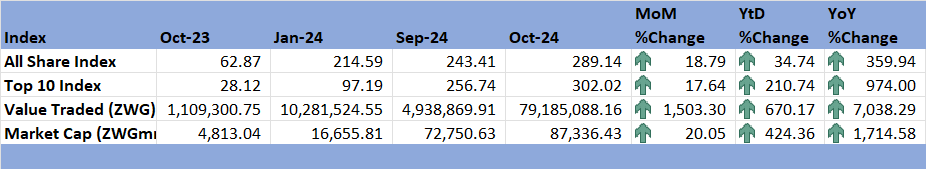 MoM YtD YoY
Index Oct-23 Jan-24 Sep-24 Oct-24 %Change %Change %Change
All Share Index 62.87 214.59 243.41 289.14 18.79 34.74 359.94
Top 10 Index 28.12 97.19 256.74 302.02 17.64 210.74 974.00
Value Traded (ZWG) 1,109,300.75 10,281,524.55 4,938,869.91 79,185,088.16 1,503.30 670.17 7,038.29
Market Cap (ZWGm 4,813.04 16,655.81 72,750.63 87,336.43 20.05 424.36 1,714.58